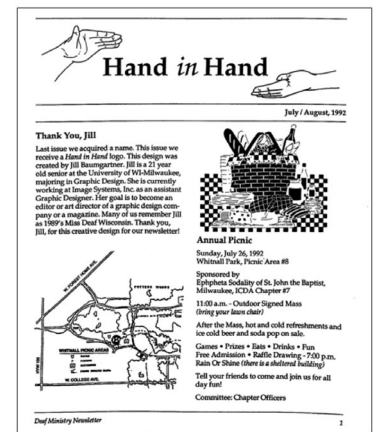 Hand in Hand
July / August, 1992
Thank You, Jill
Last issue we acquired a name. This issue we
receive a Hand in Hand logo. This design was
created by Jill Baumgartner. Jill is a 21 year
old senior at the University of WI-Milwaukee,
majoring in Graphic Design. She is currently
working at Image Systems, Inc. as an assistant
Graphic Designer. Her goal is to become an
editor or art director of a graphic design com-
pany or a magazine. Many of us remember Jill
as 1989's Miss Deaf Wisconsin. Thank you,
Jill, for this creative design for our newsletter!
W. FOREST HOME AVE.
WHITNALL PICNIC AREAS
W. COLLEGE AVE.
Annual Picnic
Sunday, July 26, 1992
Whitnall Park, Picnic Area #8
Sponsored by
Ephpheta Sodality of St. John the Baptist,
Milwaukee, ICDA Chapter #7
11:00 a.m. - Outdoor Signed Mass
(bring your lawn chair)
After the Mass, hot and cold refreshments and
ice cold beer and soda pop on sale.
Games • Prizes • Eats • Drinks • Fun
Free Admission • Raffle Drawing - 7:00 p.m.
Rain Or Shine (there is a sheltered building)
Tell your friends to come and join us for all
day fun!
Committee: Chapter Officers
Deaf Ministry Newsletter
1